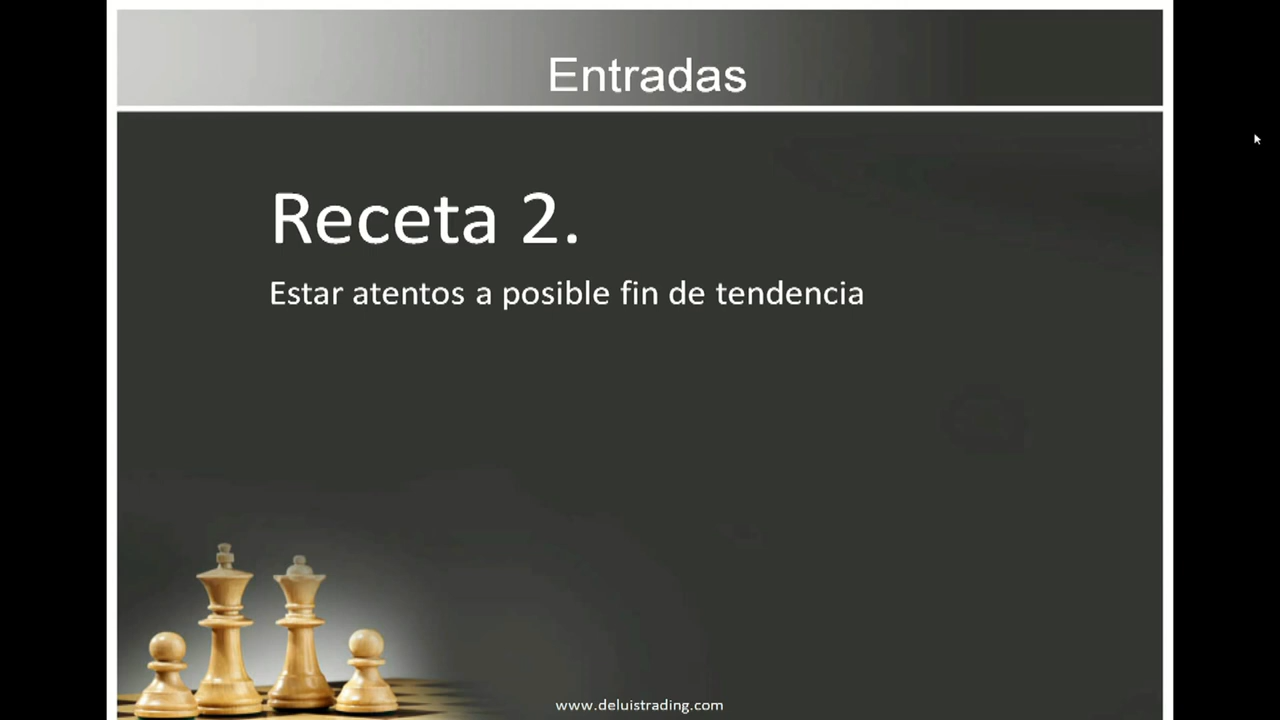 Entradas
Receta 2.
Estar atentos a posible fin de tendencia
www.deluistrading.com